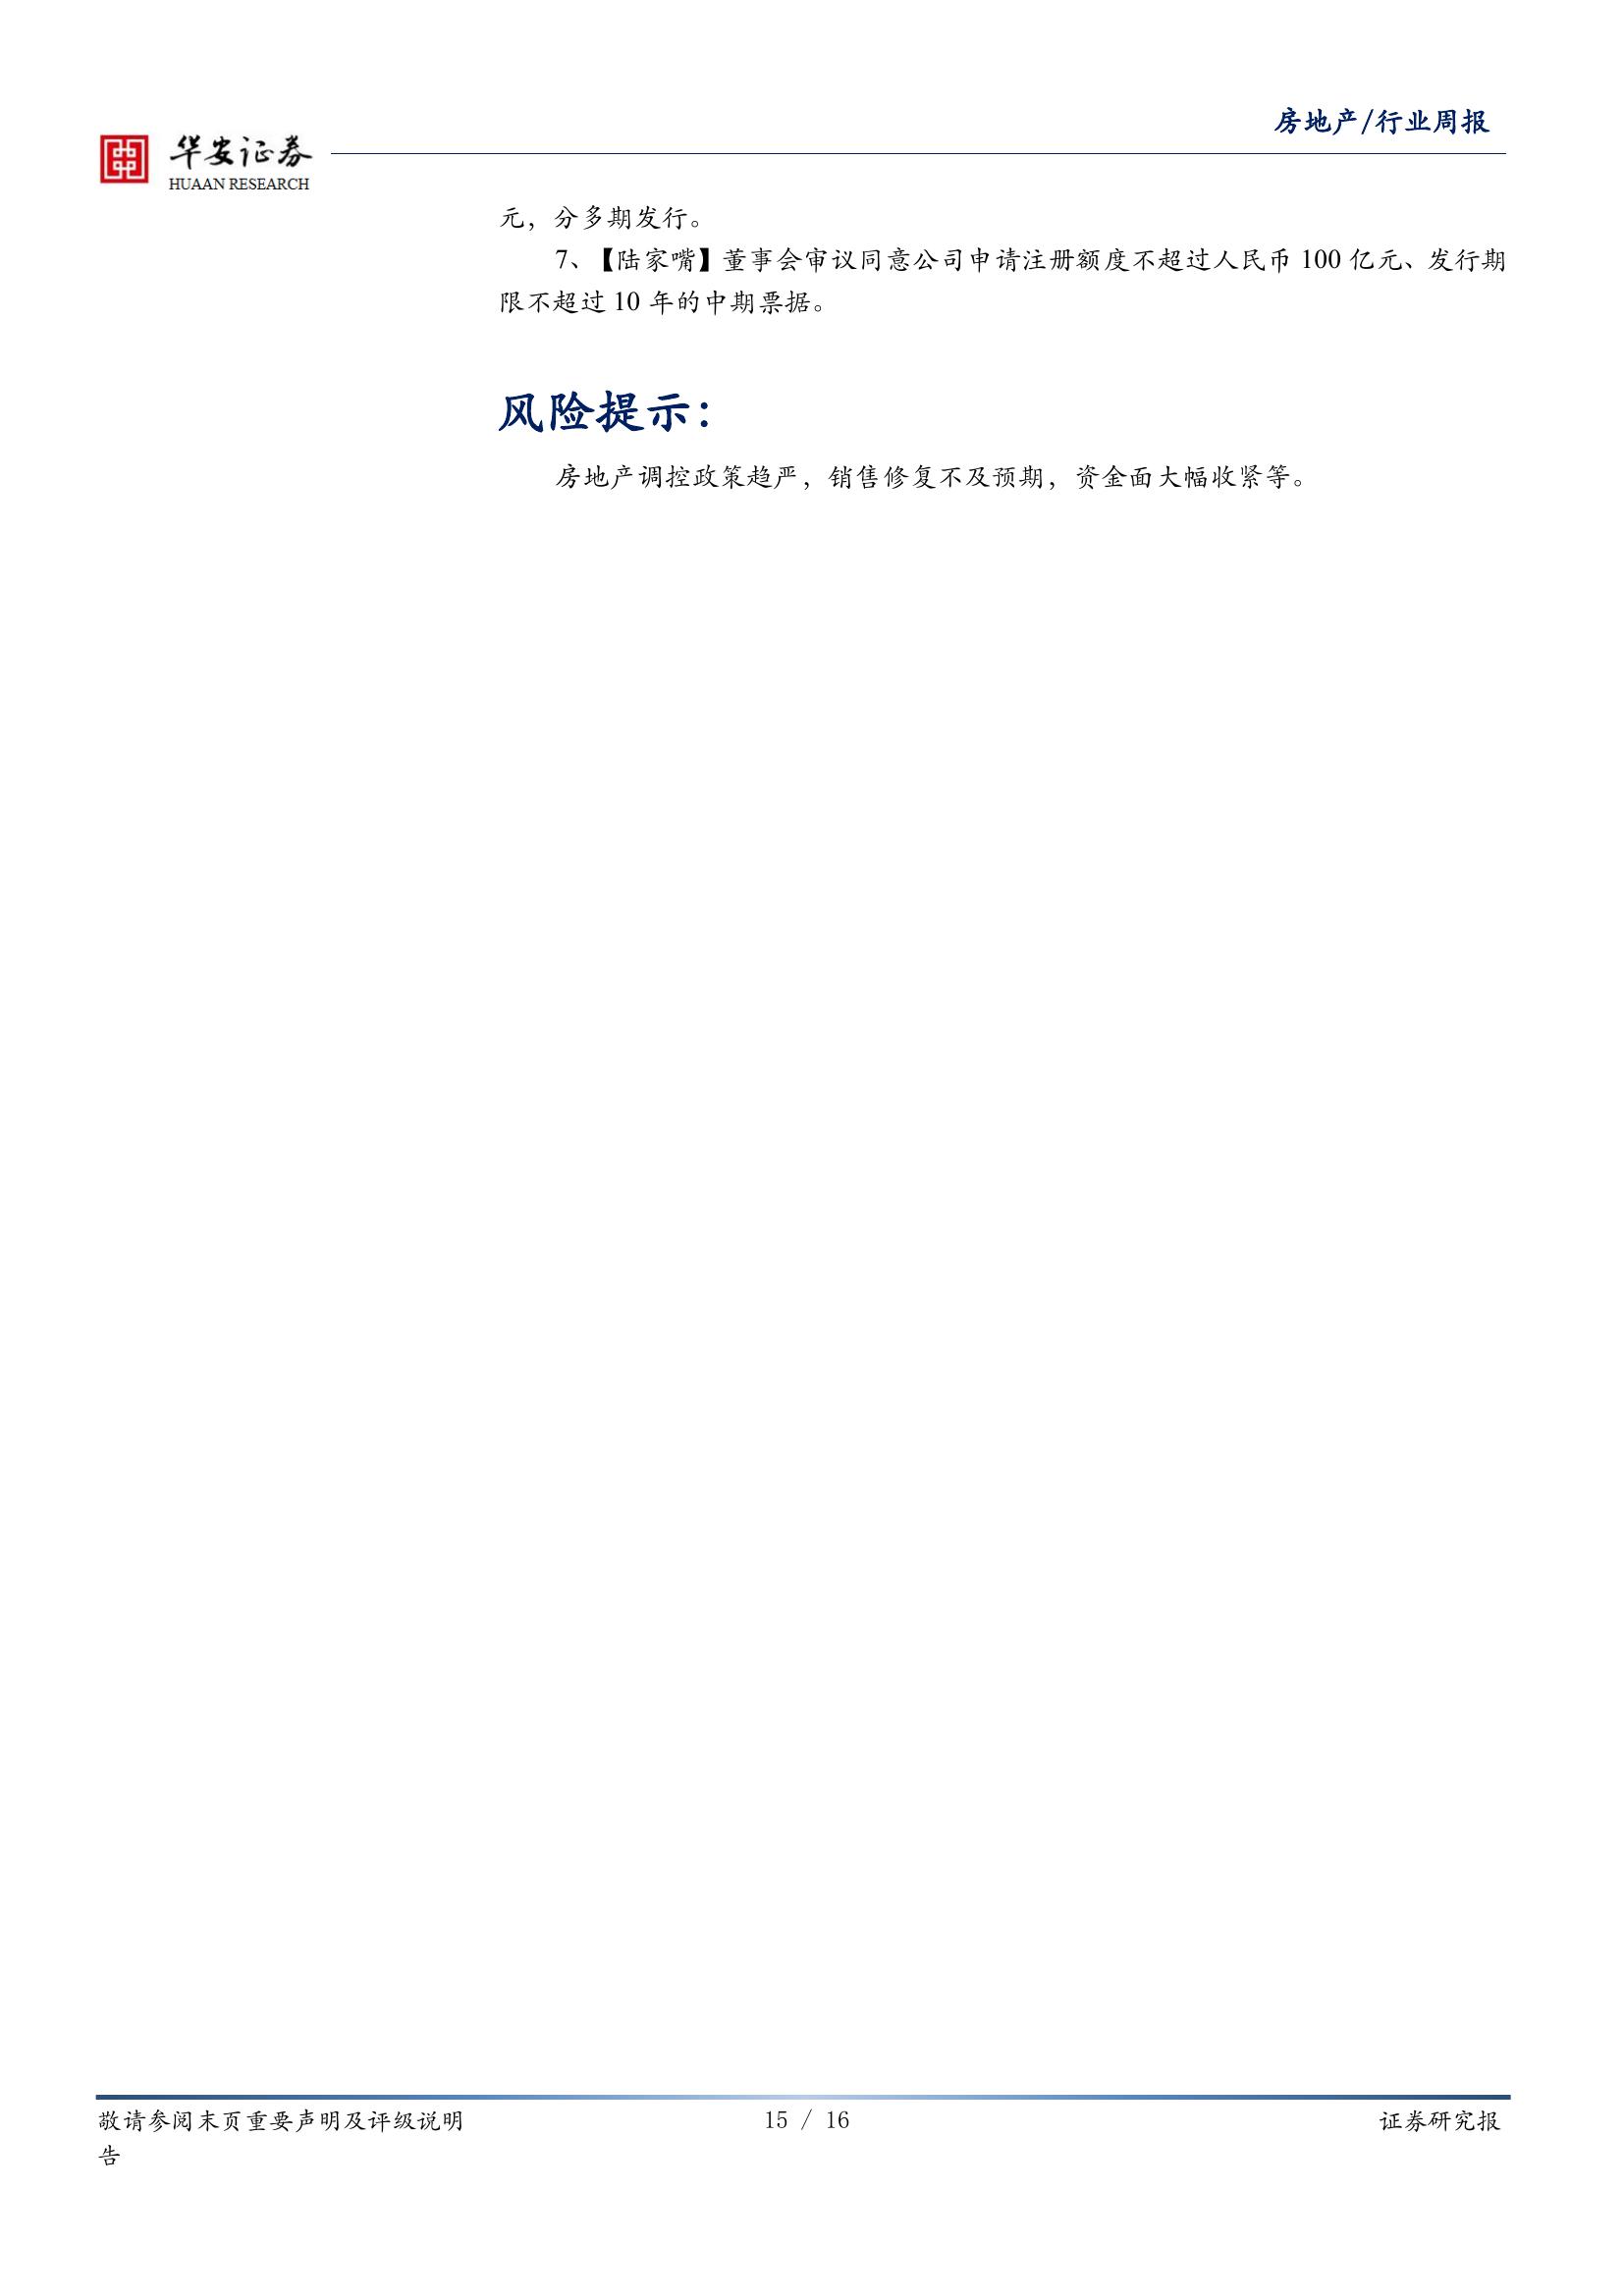 房地产/行业周报
华安证券
HUAAN RESEARCH
元，分多期发行。
7、【陆家嘴】董事会审议同意公司申请注册额度不超过人民币 100 亿元、发行期
限不超过 10 年的中期票据。
风险提示：
房地产调控政策趋严，销售修复不及预期，资金面大幅收紧等。
敬请参阅末页重要声明及评级说明 15 / 16 证券研究报
告